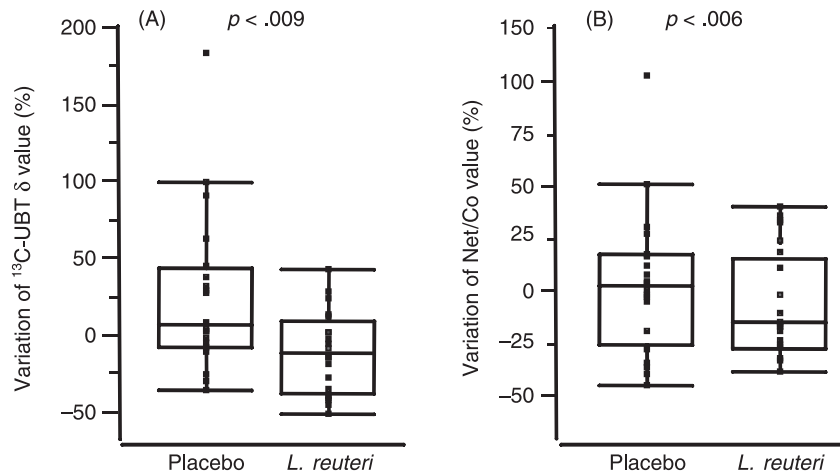 (A) p < .009
Variation of ¹³C-UBT δ value (%)
200
150
100
50
0
–50
Placebo L. reuteri
(B) p < .006
Variation of Net/Co value (%)
150
100
75
50
25
0
–25
–50
Placebo L. reuteri